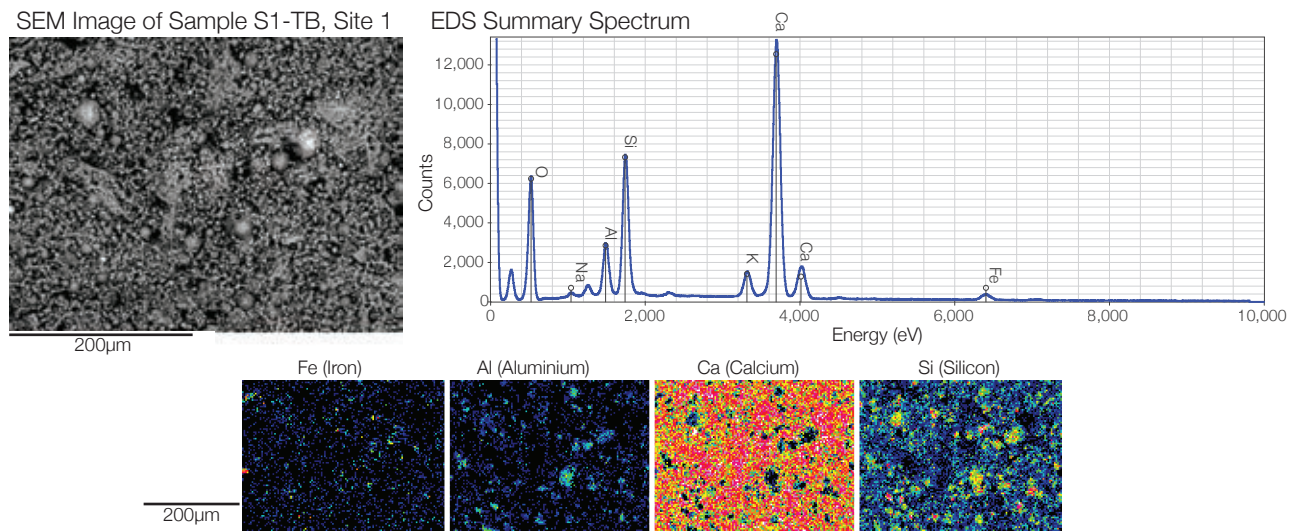 SEM Image of Sample S1-TB, Site 1
200µm
EDS Summary Spectrum
Counts
12,000
10,000
8,000
6,000
4,000
2,000
0
O
Na
Al
Si
K
Ca
Ca
Fe
0
2,000
4,000
6,000
8,000
10,000
Energy (eV)
Fe (Iron)
Al (Aluminium)
Ca (Calcium)
Si (Silicon)
200µm